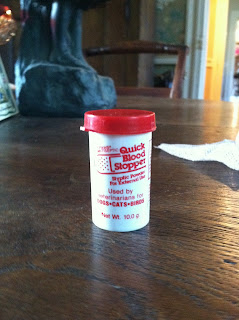 Quick
Blood
Stopper
Styptic Powder
For External Use
Used by
veterinarians for
DOGS•CATS•BIRDS
Net Wt. 10.0 g